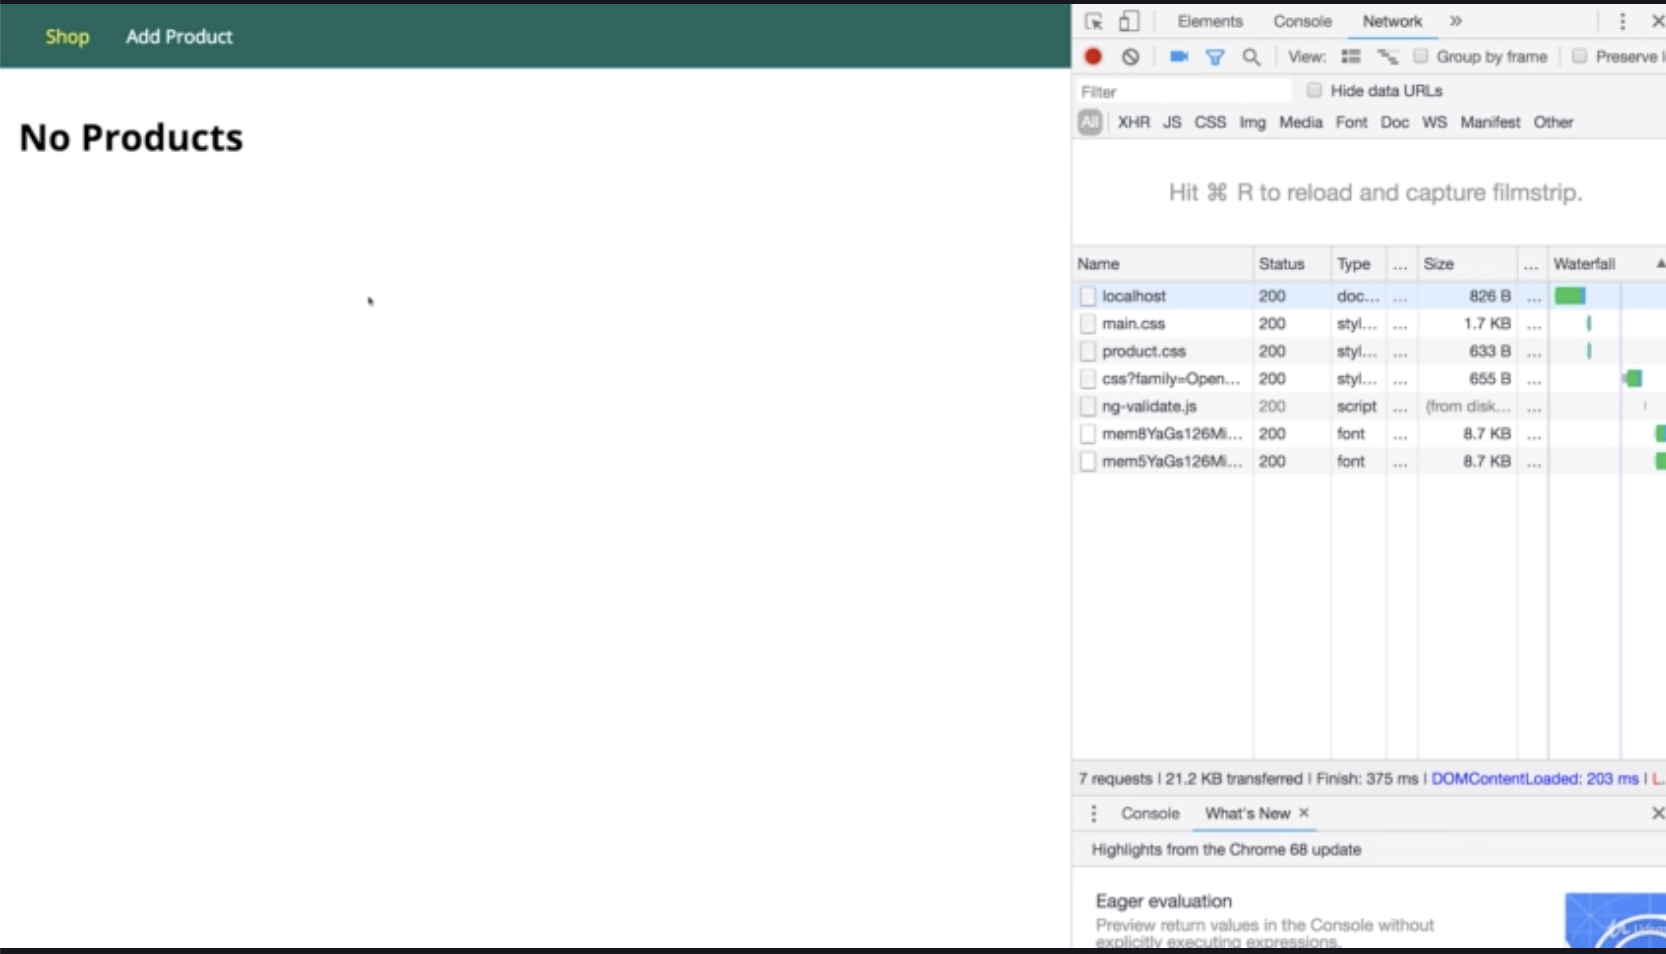 Shop Add Product
No Products
Elements Console Network »
View: Group by frame Preserve l
Filter Hide data URLs
All XHR JS CSS Img Media Font Doc WS Manifest Other
Hit ⌘ R to reload and capture filmstrip.
Name Status Type ... Size ... Waterfall ▲
localhost 200 doc... ... 826 B ...
main.css 200 styl... ... 1.7 KB ...
product.css 200 styl... ... 633 B ...
css?family=Open... 200 styl... ... 655 B ...
ng-validate.js 200 script ... (from disk... ...
mem8YaGs126Mi... 200 font ... 8.7 KB ...
mem5YaGs126Mi... 200 font ... 8.7 KB ...
7 requests | 21.2 KB transferred | Finish: 375 ms | DOMContentLoaded: 203 ms | L...
Console What's New ×
Highlights from the Chrome 68 update
Eager evaluation
Preview return values in the Console without
explicitly executing expressions.